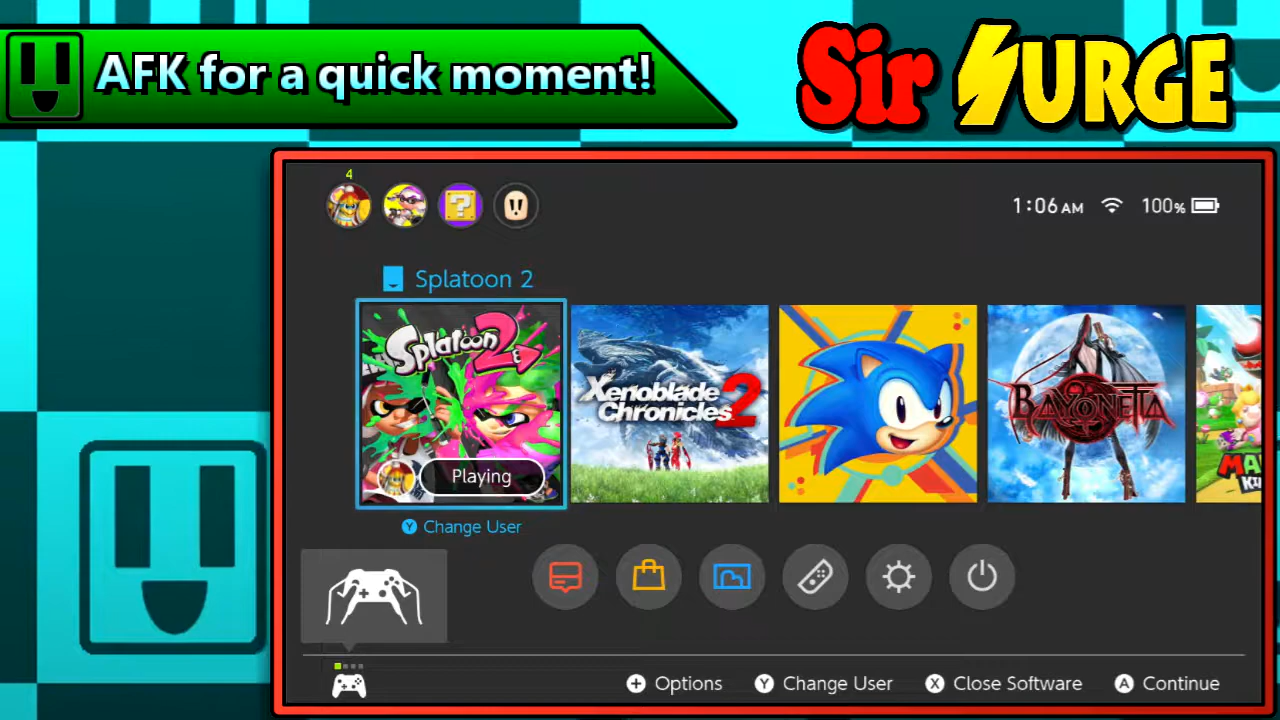 AFK for a quick moment!
Sir SURGE
4
1:06 AM 100%
Splatoon 2
Splatoon 2
Xenoblade
Chronicles 2
BAYONETTA
Playing
Y Change User
+ Options Y Change User X Close Software A Continue